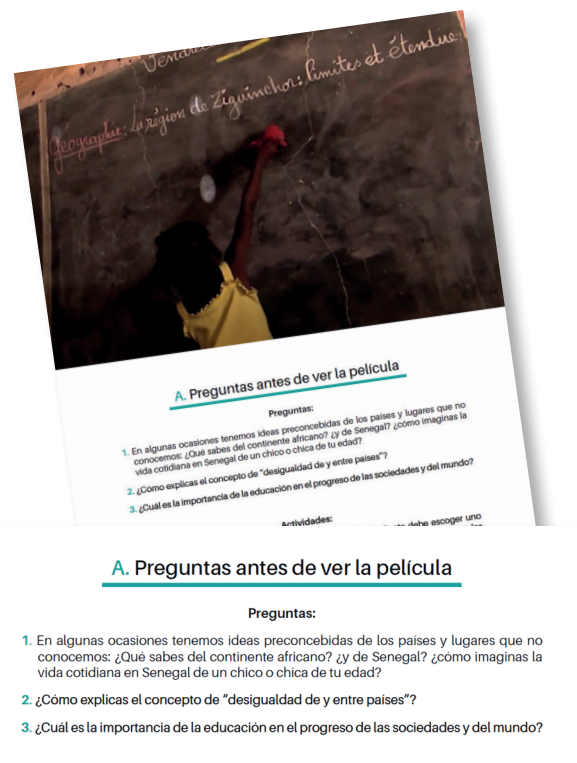 Vendredi
Géographie: La région de Ziguinchor: limites et étendue.
A. Preguntas antes de ver la película
Preguntas:
1. En algunas ocasiones tenemos ideas preconcebidas de los países y lugares que no
conocemos: ¿Qué sabes del continente africano? ¿y de Senegal? ¿cómo imaginas la
vida cotidiana en Senegal de un chico o chica de tu edad?
2. ¿Cómo explicas el concepto de "desigualdad de y entre países"?
3. ¿Cuál es la importancia de la educación en el progreso de las sociedades y del mundo?
Actividades:
debe escoger uno
A. Preguntas antes de ver la película
Preguntas:
1. En algunas ocasiones tenemos ideas preconcebidas de los países y lugares que no
conocemos: ¿Qué sabes del continente africano? ¿y de Senegal? ¿cómo imaginas la
vida cotidiana en Senegal de un chico o chica de tu edad?
2. ¿Cómo explicas el concepto de “desigualdad de y entre países”?
3. ¿Cuál es la importancia de la educación en el progreso de las sociedades y del mundo?